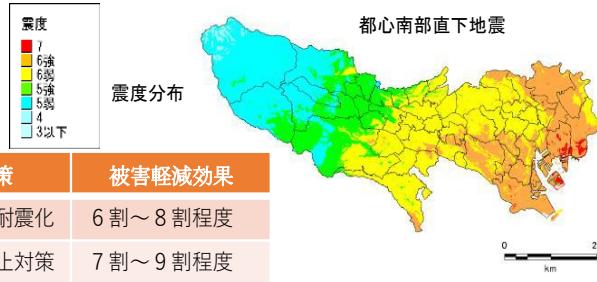 震度
7
6強
6弱
5強
5弱
4
3以下
震度分布
都心南部直下地震
策
被害軽減効果
耐震化
6割～8割程度
止対策
7割～9割程度
0
2
km